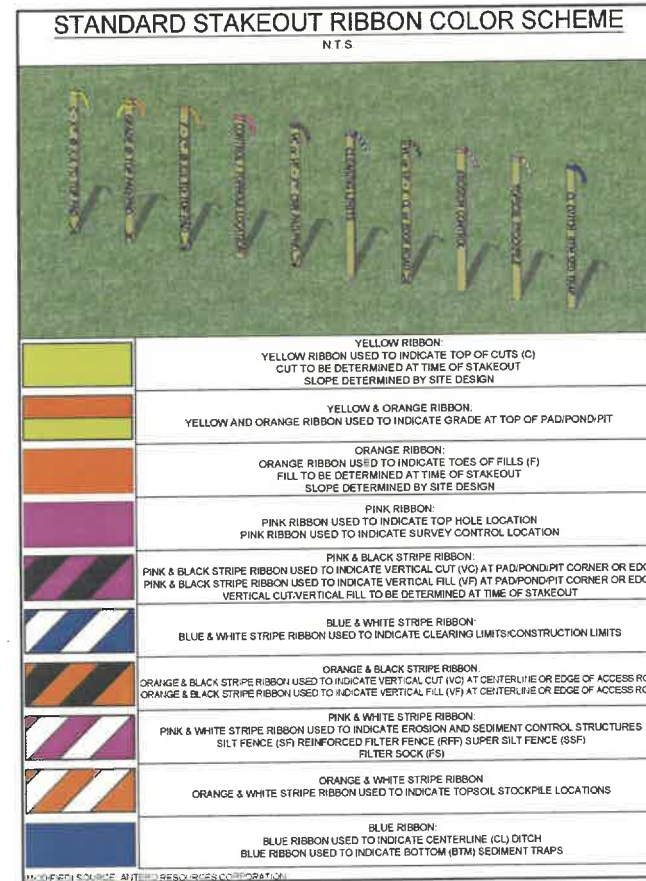 STANDARD STAKEOUT RIBBON COLOR SCHEME
N.T.S
YELLOW RIBBON:
YELLOW RIBBON USED TO INDICATE TOP OF CUTS (C)
CUT TO BE DETERMINED AT TIME OF STAKEOUT
SLOPE DETERMINED BY SITE DESIGN
YELLOW & ORANGE RIBBON:
YELLOW AND ORANGE RIBBON USED TO INDICATE GRADE AT TOP OF PAD/POND/PIT
ORANGE RIBBON:
ORANGE RIBBON USED TO INDICATE TOES OF FILLS (F)
FILL TO BE DETERMINED AT TIME OF STAKEOUT
SLOPE DETERMINED BY SITE DESIGN
PINK RIBBON:
PINK RIBBON USED TO INDICATE TOP HOLE LOCATION
PINK RIBBON USED TO INDICATE SURVEY CONTROL LOCATION
PINK & BLACK STRIPE RIBBON:
PINK & BLACK STRIPE RIBBON USED TO INDICATE VERTICAL CUT (VC) AT PAD/POND/PIT CORNER OR EDG
PINK & BLACK STRIPE RIBBON USED TO INDICATE VERTICAL FILL (VF) AT PAD/POND/PIT CORNER OR EDG
VERTICAL CUT/VERTICAL FILL TO BE DETERMINED AT TIME OF STAKEOUT
BLUE & WHITE STRIPE RIBBON:
BLUE & WHITE STRIPE RIBBON USED TO INDICATE CLEARING LIMITS/CONSTRUCTION LIMITS
ORANGE & BLACK STRIPE RIBBON:
ORANGE & BLACK STRIPE RIBBON USED TO INDICATE VERTICAL CUT (VC) AT CENTERLINE OR EDGE OF ACCESS RO
ORANGE & BLACK STRIPE RIBBON USED TO INDICATE VERTICAL FILL (VF) AT CENTERLINE OR EDGE OF ACCESS RO
PINK & WHITE STRIPE RIBBON:
PINK & WHITE STRIPE RIBBON USED TO INDICATE EROSION AND SEDIMENT CONTROL STRUCTURES
SILT FENCE (SF) REINFORCED FILTER FENCE (RFF) SUPER SILT FENCE (SSF)
FILTER SOCK (FS)
ORANGE & WHITE STRIPE RIBBON
ORANGE & WHITE STRIPE RIBBON USED TO INDICATE TOPSOIL STOCKPILE LOCATIONS
BLUE RIBBON:
BLUE RIBBON USED TO INDICATE CENTERLINE (CL) DITCH
BLUE RIBBON USED TO INDICATE BOTTOM (BTM) SEDIMENT TRAPS
(MODIFIED) SOURCE: ANTERO RESOURCES CORPORATION